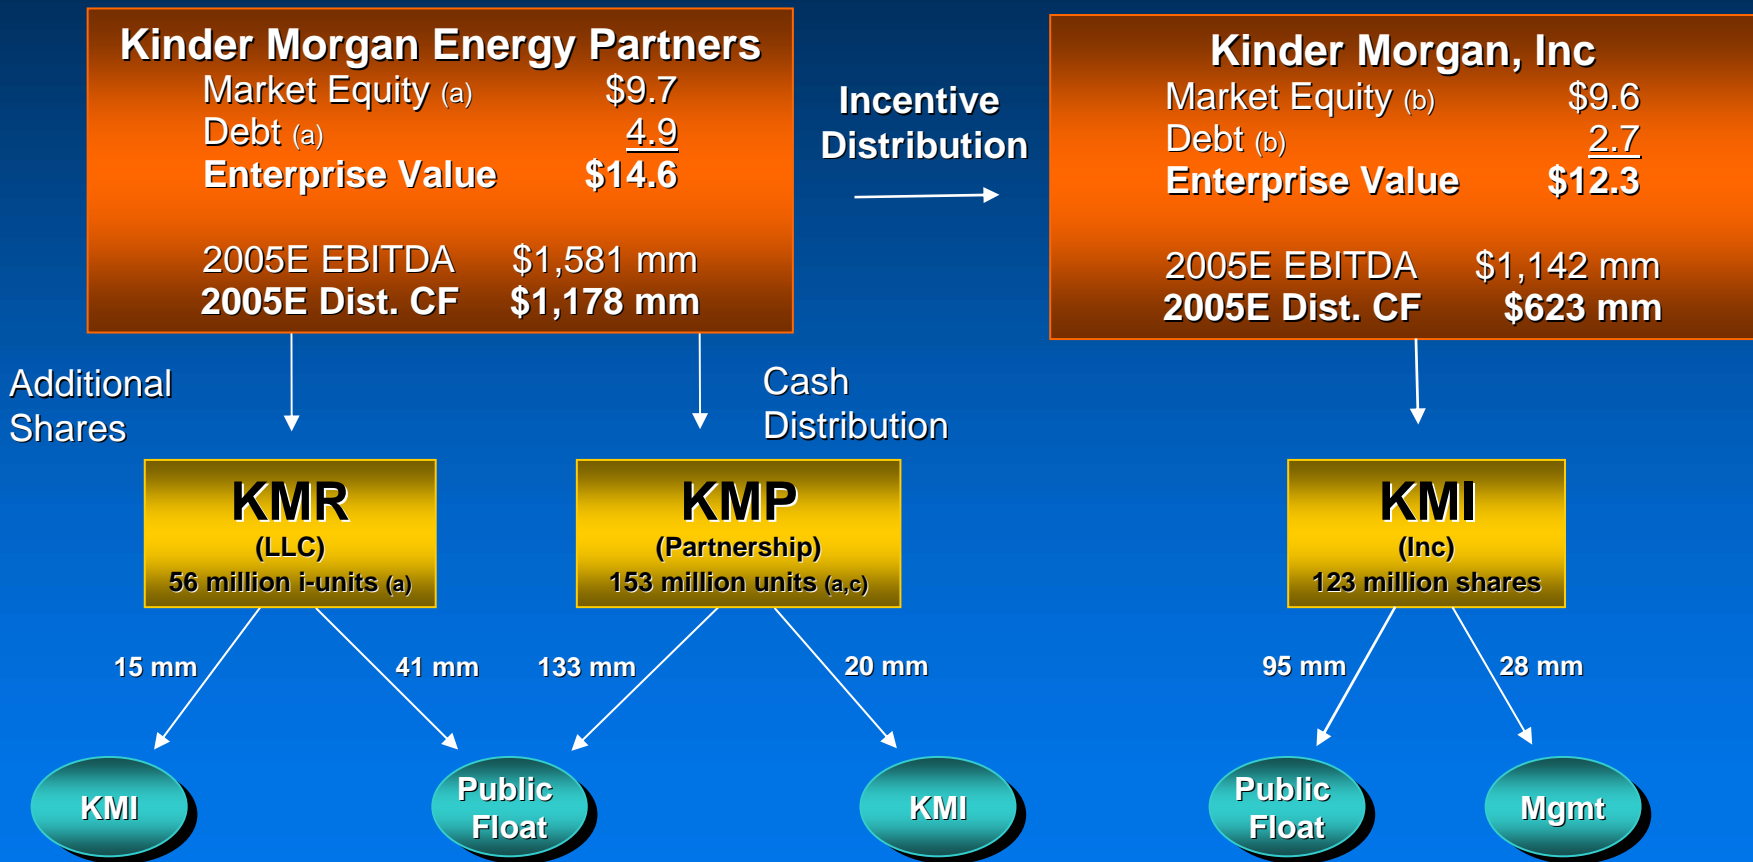 Kinder Morgan Energy Partners
Market Equity (a) $9.7
Debt (a) 4.9
Enterprise Value $14.6
2005E EBITDA $1,581 mm
2005E Dist. CF $1,178 mm
Incentive
Distribution
Kinder Morgan, Inc
Market Equity (b) $9.6
Debt (b) 2.7
Enterprise Value $12.3
2005E EBITDA $1,142 mm
2005E Dist. CF $623 mm
Additional
Shares
Cash
Distribution
KMR
(LLC)
56 million i-units (a)
KMP
(Partnership)
153 million units (a,c)
KMI
(Inc)
123 million shares
15 mm
41 mm
133 mm
20 mm
95 mm
28 mm
KMI
Public
Float
KMI
Public
Float
Mgmt